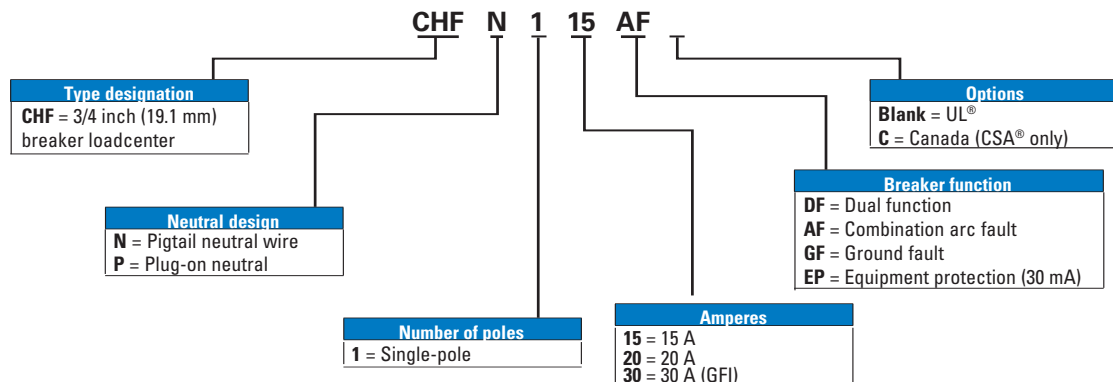 CHF N 1 15 AF _
Type designation
CHF = 3/4 inch (19.1 mm)
breaker loadcenter
Options
Blank = UL®
C = Canada (CSA® only)
Neutral design
N = Pigtail neutral wire
P = Plug-on neutral
Breaker function
DF = Dual function
AF = Combination arc fault
GF = Ground fault
EP = Equipment protection (30 mA)
Number of poles
1 = Single-pole
Amperes
15 = 15 A
20 = 20 A
30 = 30 A (GFI)